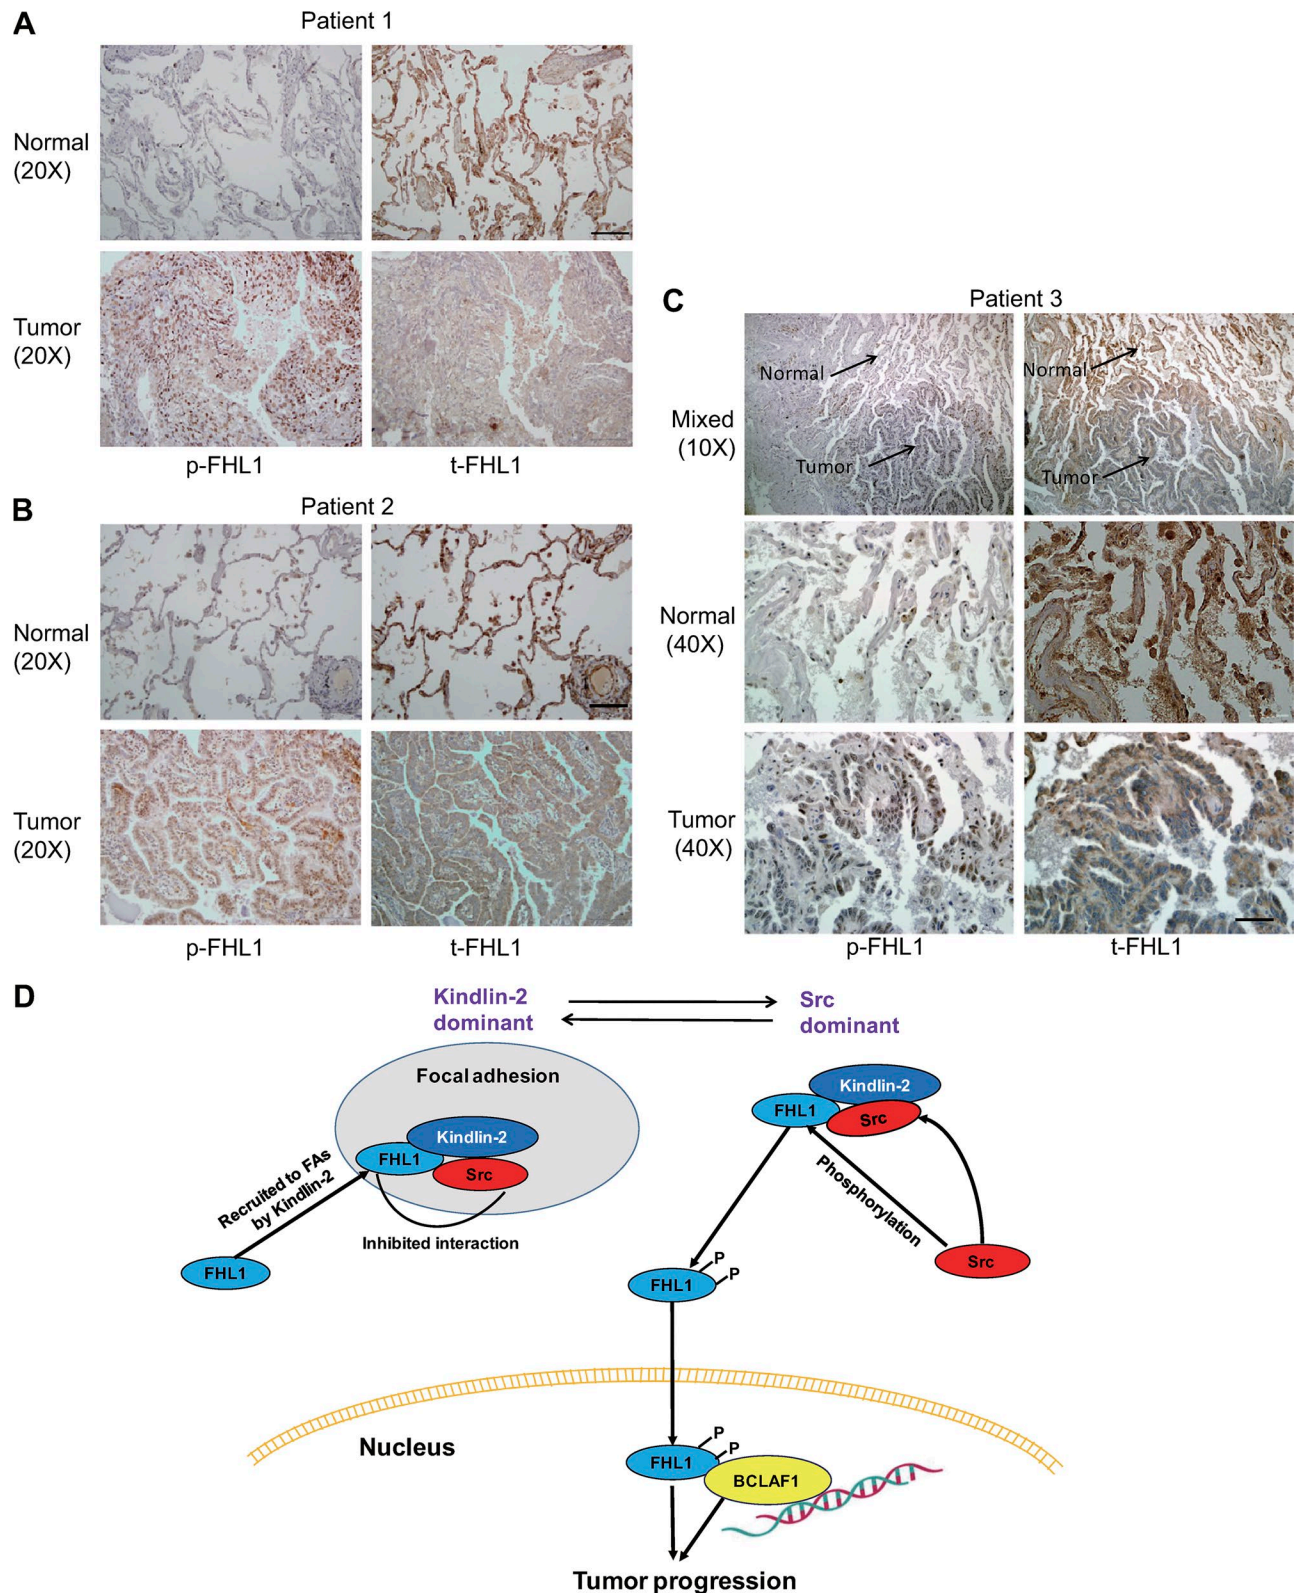 A
Patient 1
Normal
(20X)
Tumor
(20X)
p-FHL1
t-FHL1
B
Patient 2
Normal
(20X)
Tumor
(20X)
p-FHL1
t-FHL1
C
Patient 3
Mixed
(10X)
Normal
Tumor
Normal
Tumor
Normal
(40X)
Tumor
(40X)
p-FHL1
t-FHL1
D
Kindlin-2
dominant
Src
dominant
Focal adhesion
Kindlin-2
FHL1
Src
Recruited to FAs
by Kindlin-2
Inhibited interaction
FHL1
Kindlin-2
FHL1
Src
Phosphorylation
Src
FHL1
P
P
Nucleus
FHL1
P
P
BCLAF1
Tumor progression